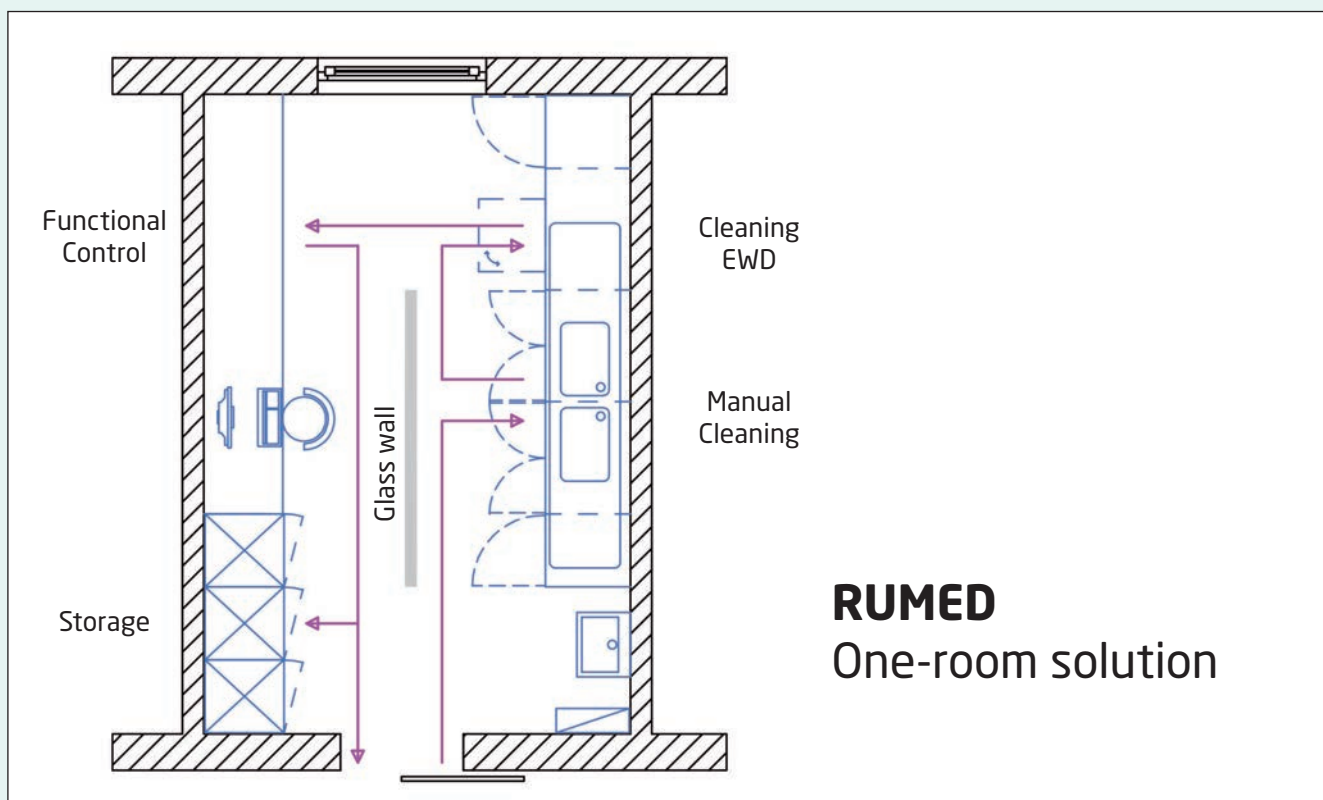 Functional
Control
Cleaning
EWD
Glass wall
Manual
Cleaning
Storage
RUMED
One-room solution